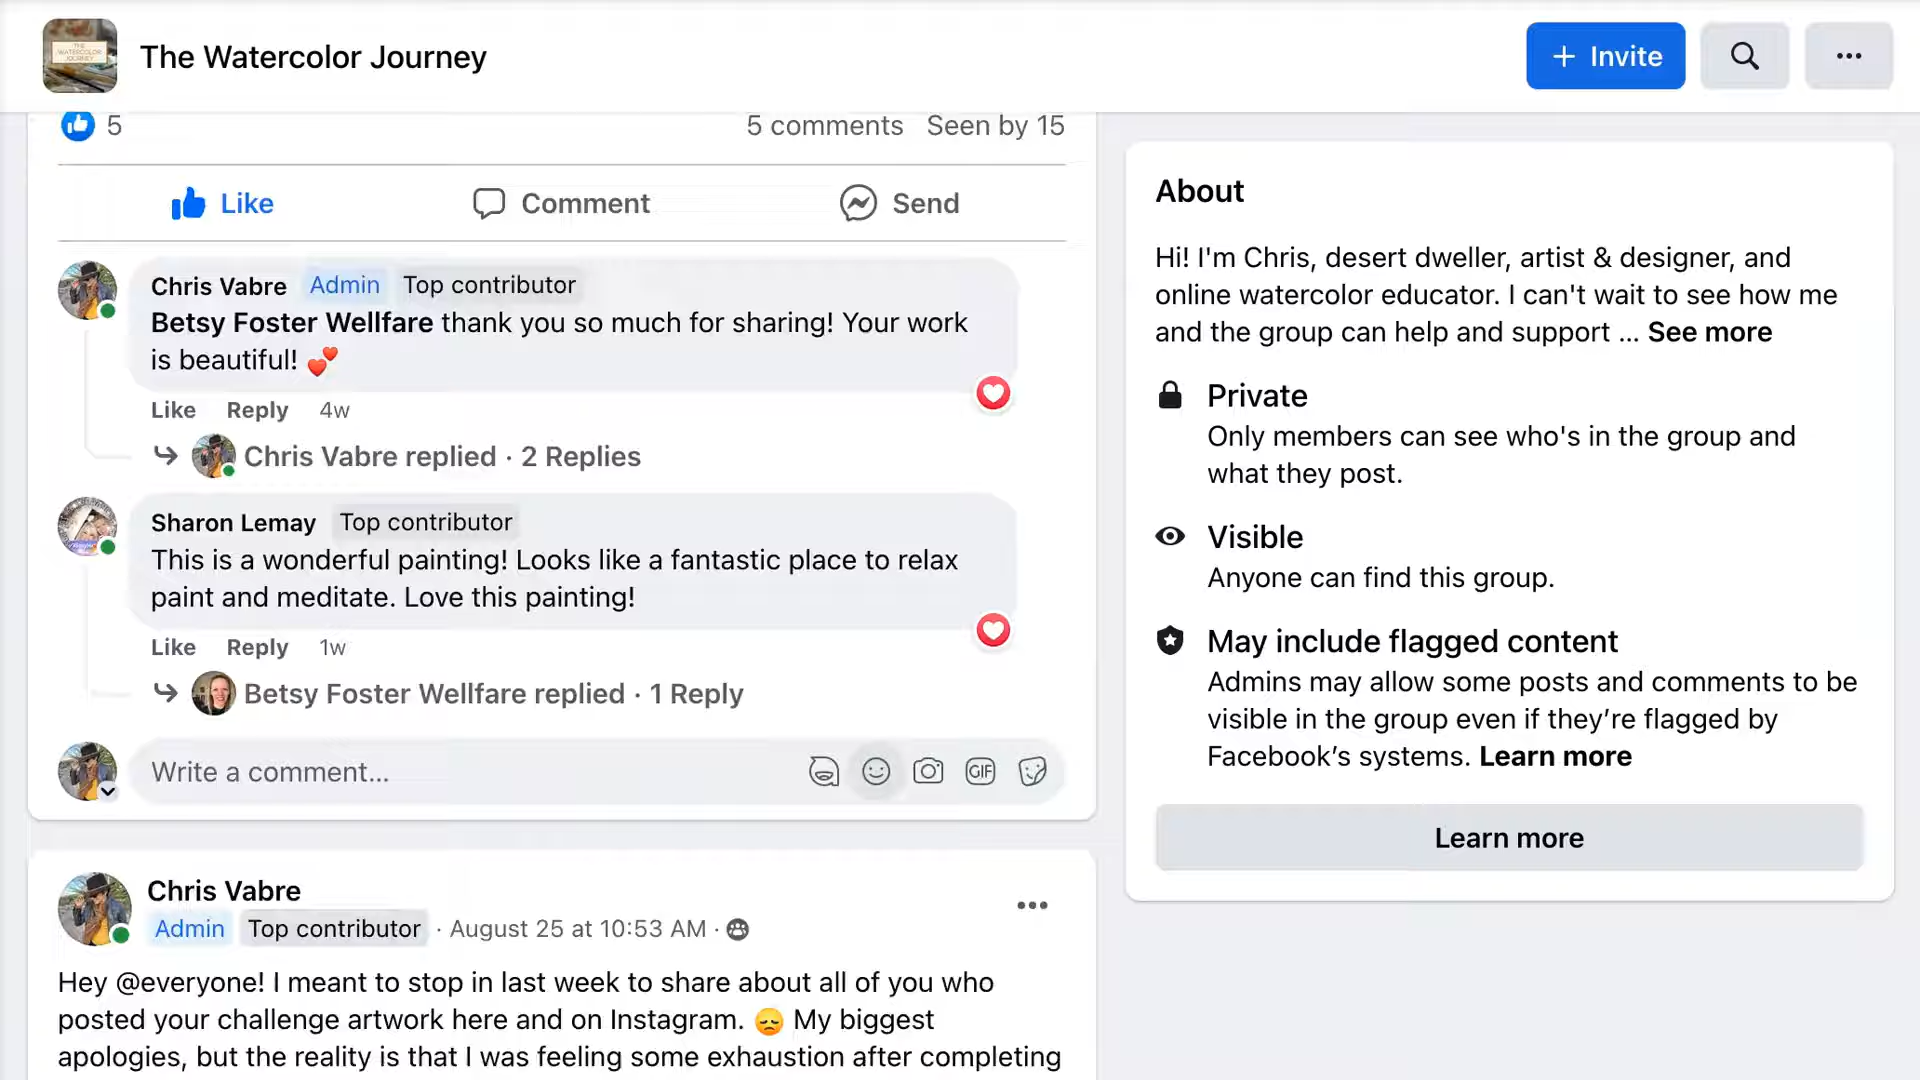 THE
WATERCOLOR
JOURNEY
The Watercolor Journey
+ Invite
5
5 comments Seen by 15
Like
Comment
Send
Chris Vabre Admin Top contributor
Betsy Foster Wellfare thank you so much for sharing! Your work
is beautiful! 💕
Like Reply 4w
Chris Vabre replied · 2 Replies
Sharon Lemay Top contributor
This is a wonderful painting! Looks like a fantastic place to relax
paint and meditate. Love this painting!
Like Reply 1w
Betsy Foster Wellfare replied · 1 Reply
Write a comment...
GIF
Chris Vabre
Admin Top contributor · August 25 at 10:53 AM ·
Hey @everyone! I meant to stop in last week to share about all of you who
posted your challenge artwork here and on Instagram. 😞 My biggest
apologies, but the reality is that I was feeling some exhaustion after completing
About
Hi! I'm Chris, desert dweller, artist & designer, and
online watercolor educator. I can't wait to see how me
and the group can help and support ... See more
Private
Only members can see who's in the group and
what they post.
Visible
Anyone can find this group.
May include flagged content
Admins may allow some posts and comments to be
visible in the group even if they’re flagged by
Facebook’s systems. Learn more
Learn more